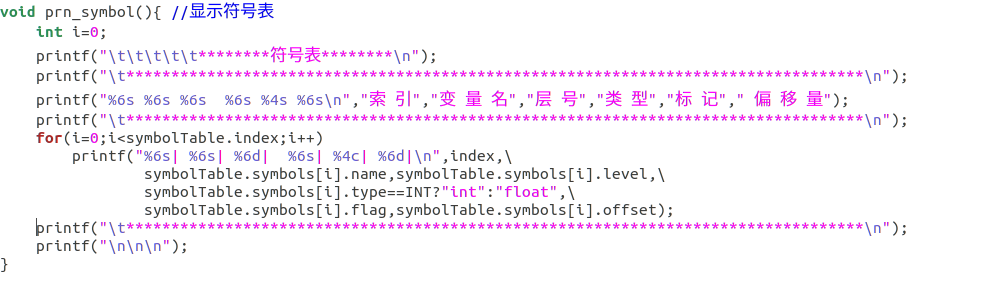 void prn_symbol(){ //显示符号表
    int i=0;
    printf("\t\t\t\t\t********符号表********\n");
    printf("\t**********************************************************************************\n");
    printf("%6s %6s %6s  %6s %4s %6s\n","索 引","变 量 名","层 号","类 型","标 记"," 偏 移 量");
    printf("\t**********************************************************************************\n");
    for(i=0;i<symbolTable.index;i++)
        printf("%6s| %6s| %6d|  %6s| %4c| %6d|\n",index,\
                symbolTable.symbols[i].name,symbolTable.symbols[i].level,\
                symbolTable.symbols[i].type==INT?"int":"float",\
                symbolTable.symbols[i].flag,symbolTable.symbols[i].offset);
    printf("\t**********************************************************************************\n");
    printf("\n\n\n");
}